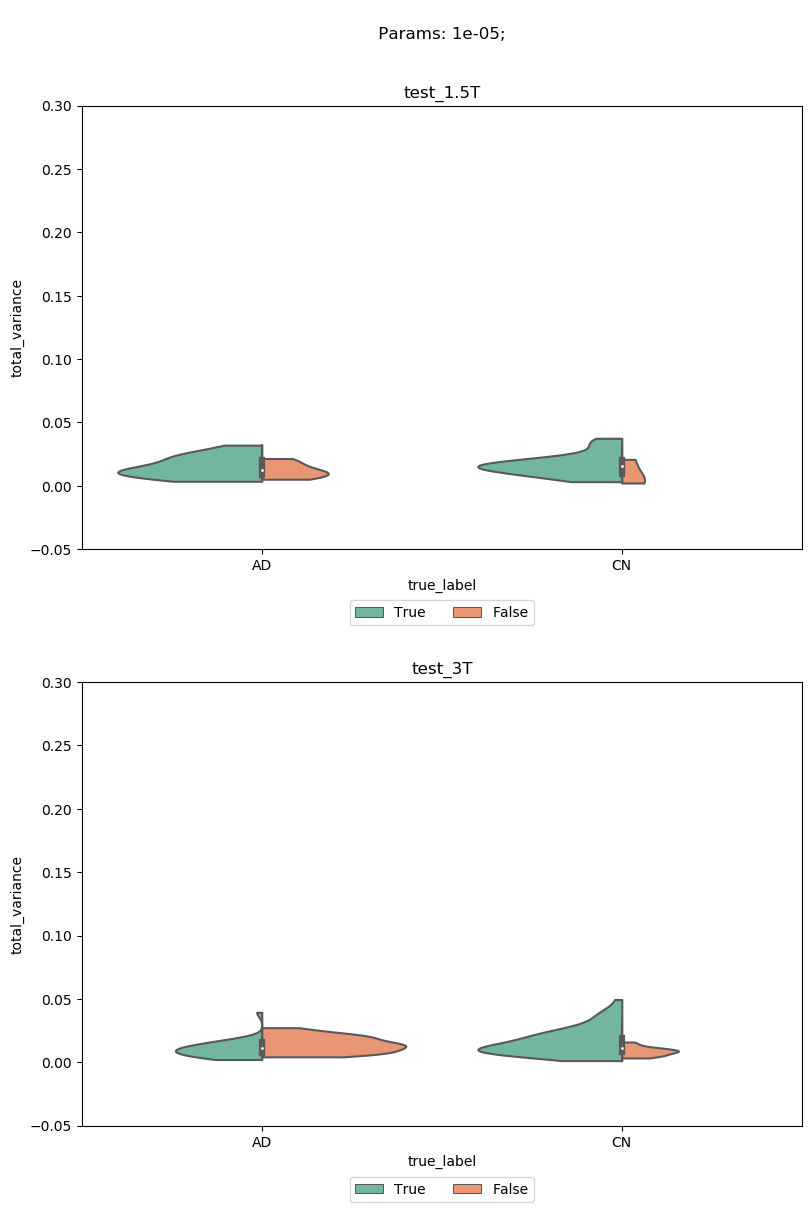 Params: 1e-05;
test_1.5T
0.30
0.25
0.20
0.15
0.10
0.05
0.00
−0.05
total_variance
AD CN
true_label
True False
test_3T
0.30
0.25
0.20
0.15
0.10
0.05
0.00
−0.05
total_variance
AD CN
true_label
True False